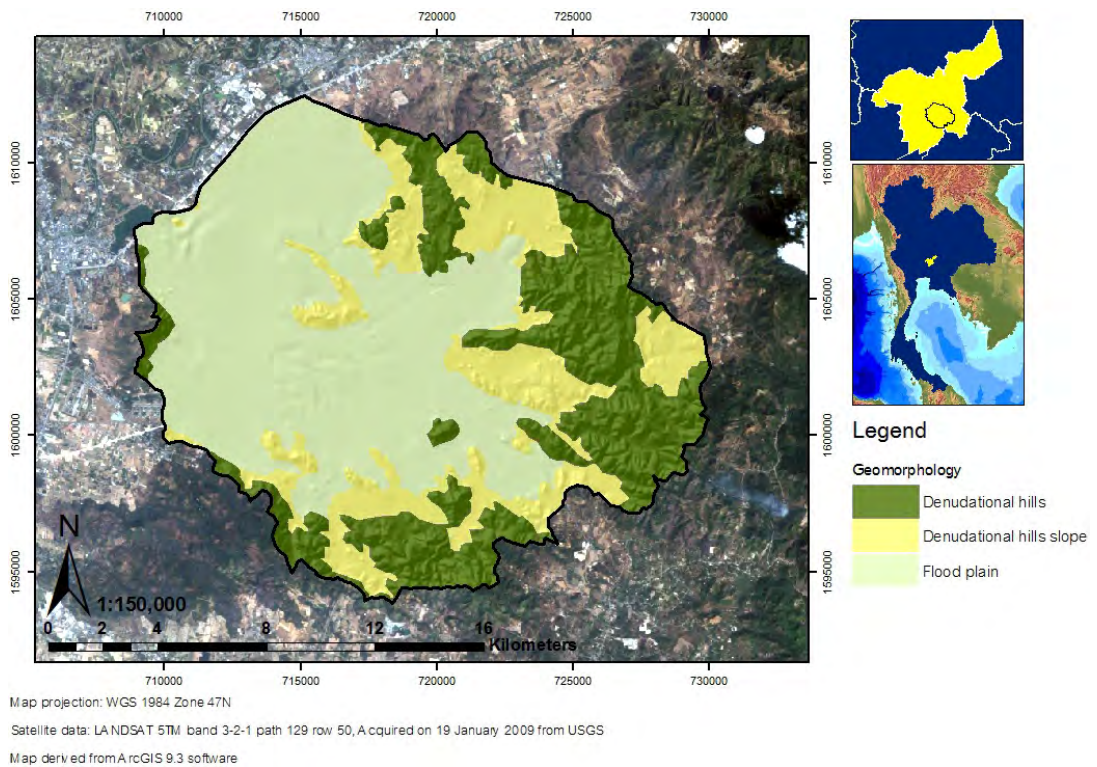 710000 715000 720000 725000 730000
1610000 1610000
1605000 1605000
1600000 1600000
1595000 1595000
N
1:150,000
0 2 4 8 12 16
Kilometers
710000 715000 720000 725000 730000
Legend
Geomorphology
Denudational hills
Denudational hills slope
Flood plain
Map projection: WGS 1984 Zone 47N
Satellite data: LANDSAT 5TM band 3-2-1 path 129 row 50, Acquired on 19 January 2009 from USGS
Map derived from ArcGIS 9.3 software